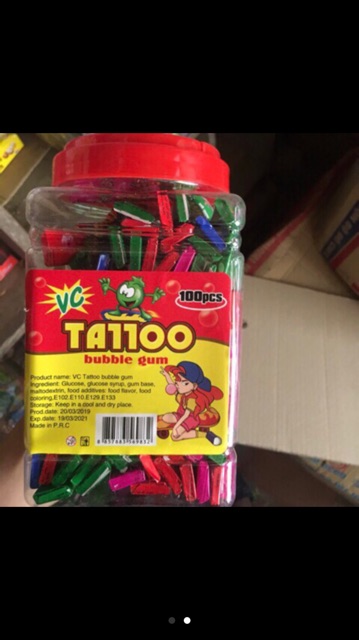 VC
100pcs
TATTOO
bubble gum
Product name: VC Tattoo bubble gum
Ingredient: Glucose, glucose syrup, gum base,
maltodextrin, food additives: food flavor, food
coloring,E102.E110.E129.E133
Storage: Keep in a cool and dry place.
Prod.date: 20/03/2019
Exp.date: 19/03/2021
Made in P.R.C